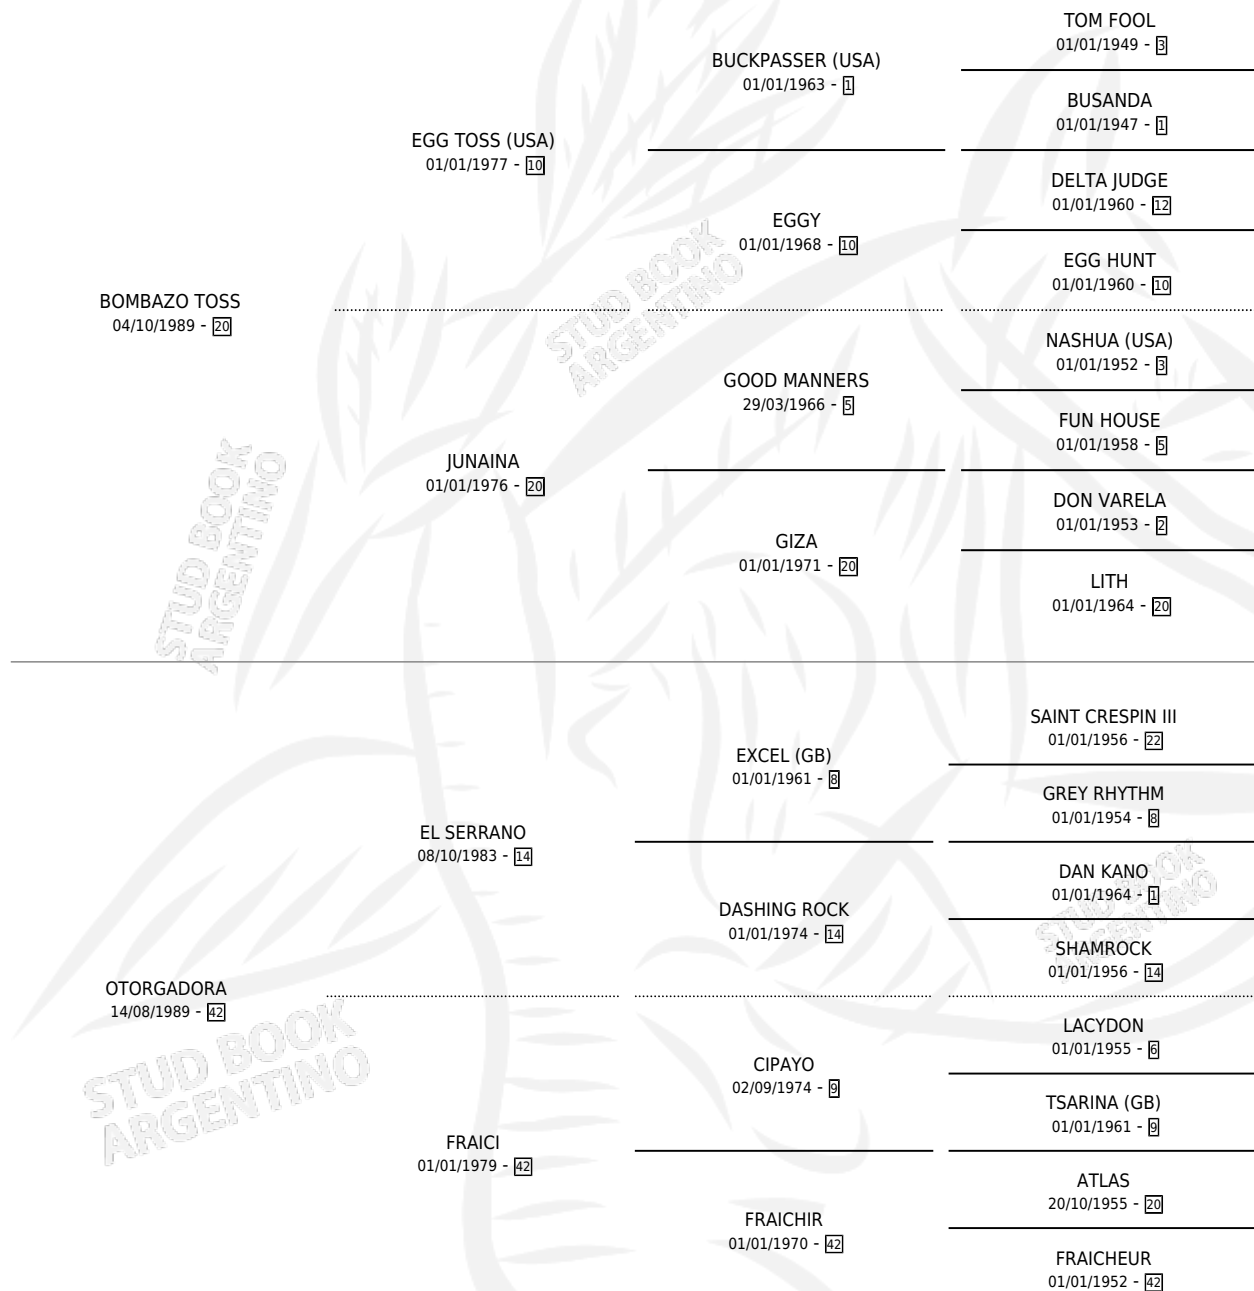 TOM FOOL
01/01/1949 - 3
BUCKPASSER (USA)
01/01/1963 - 1
BUSANDA
01/01/1947 - 1
EGG TOSS (USA)
01/01/1977 - 10
DELTA JUDGE
01/01/1960 - 12
EGGY
01/01/1968 - 10
EGG HUNT
01/01/1960 - 10
BOMBAZO TOSS
04/10/1989 - 20
NASHUA (USA)
01/01/1952 - 3
GOOD MANNERS
29/03/1966 - 5
FUN HOUSE
01/01/1958 - 5
JUNAINA
01/01/1976 - 20
DON VARELA
01/01/1953 - 2
GIZA
01/01/1971 - 20
LITH
01/01/1964 - 20
SAINT CRESPIN III
01/01/1956 - 22
EXCEL (GB)
01/01/1961 - 8
GREY RHYTHM
01/01/1954 - 8
EL SERRANO
08/10/1983 - 14
DAN KANO
01/01/1964 - 1
DASHING ROCK
01/01/1974 - 14
SHAMROCK
01/01/1956 - 14
OTORGADORA
14/08/1989 - 42
LACYDON
01/01/1955 - 6
CIPAYO
02/09/1974 - 9
TSARINA (GB)
01/01/1961 - 9
FRAICI
01/01/1979 - 42
ATLAS
20/10/1955 - 20
FRAICHIR
01/01/1970 - 42
FRAICHEUR
01/01/1952 - 42
STUD BOOK
ARGENTINO
STUD BOOK
ARGENTINO
STUD BOOK
ARGENTINO
STUD BOOK
ARGENTINO